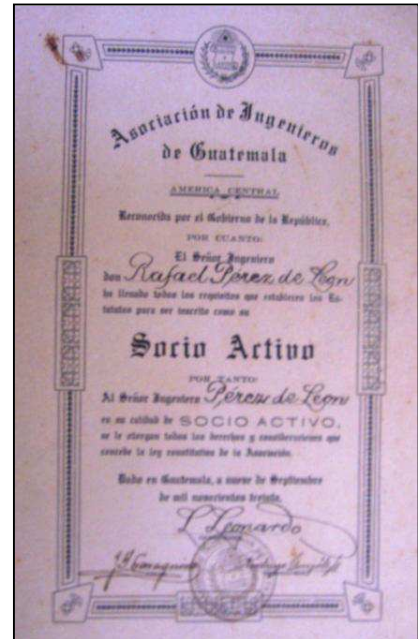 Asociación de Ingenieros
de Guatemala
AMERICA CENTRAL
Reconocida por el Gobierno de la República.
POR CUANTO:
El Señor Ingeniero
don Rafael Pérez de León
ha llenado todos los requisitos que establecen los Es-
tatutos para ser inscrito como su
Socio Activo
POR TANTO:
Al Señor Ingeniero Pérez de León
en su calidad de SOCIO ACTIVO,
se le otorgan todos los derechos y consideraciones que
concede la ley constitutiva de la Asociación.
Dado en Guatemala, a nueve de Septiembre
de mil novecientos treinta.
L Leonardo